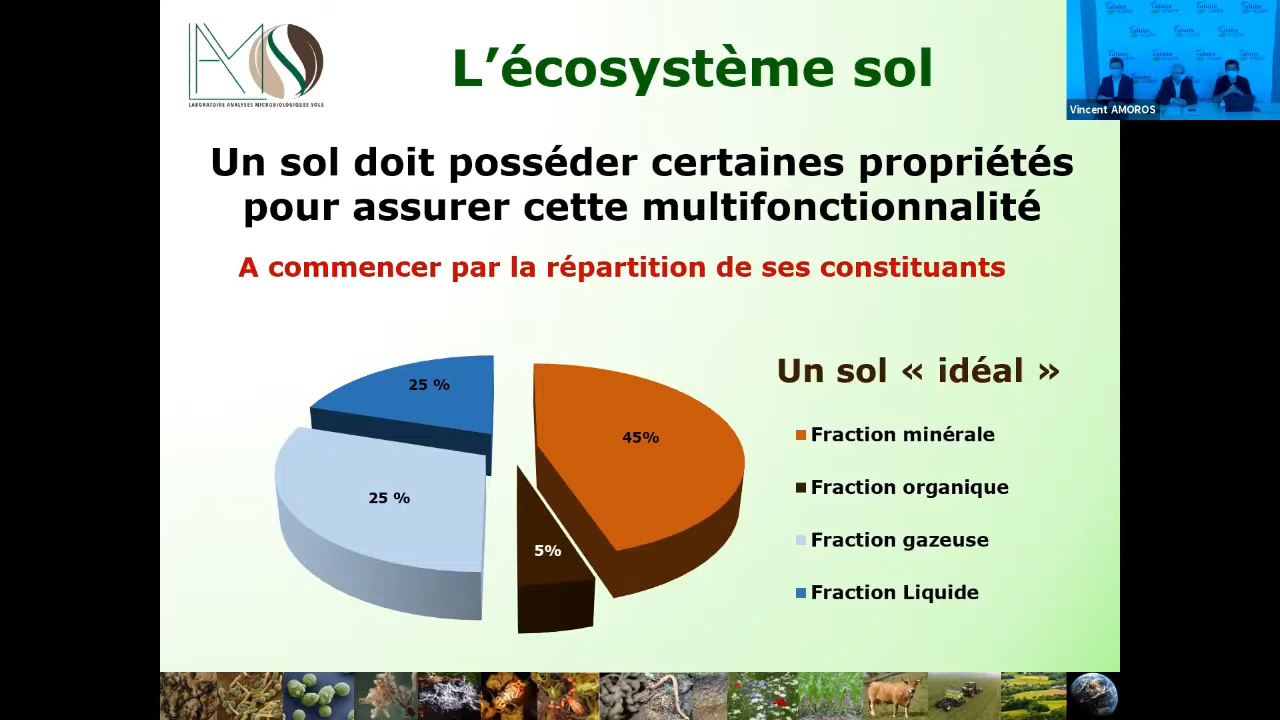 LAMS
LABORATOIRE ANALYSES MICROBIOLOGIQUES SOLS
L'écosystème sol
Vincent AMOROS
Un sol doit posséder certaines propriétés
pour assurer cette multifonctionnalité
A commencer par la répartition de ses constituants
Un sol « idéal »
25 %
45%
25 %
5%
Fraction minérale
Fraction organique
Fraction gazeuse
Fraction Liquide